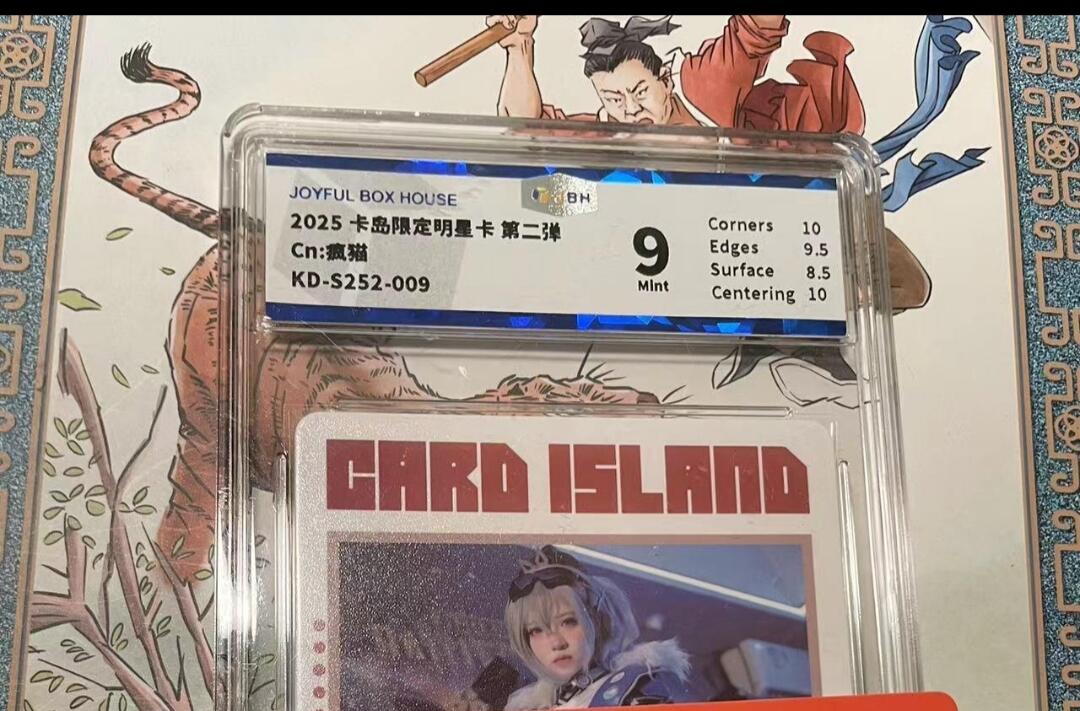 JOYFUL BOX HOUSE
JBH
2025 卡岛限定明星卡 第二弹
Cn:疯猫
KD-S252-009
9
Mint
Corners 10
Edges 9.5
Surface 8.5
Centering 10
CARD ISLAND